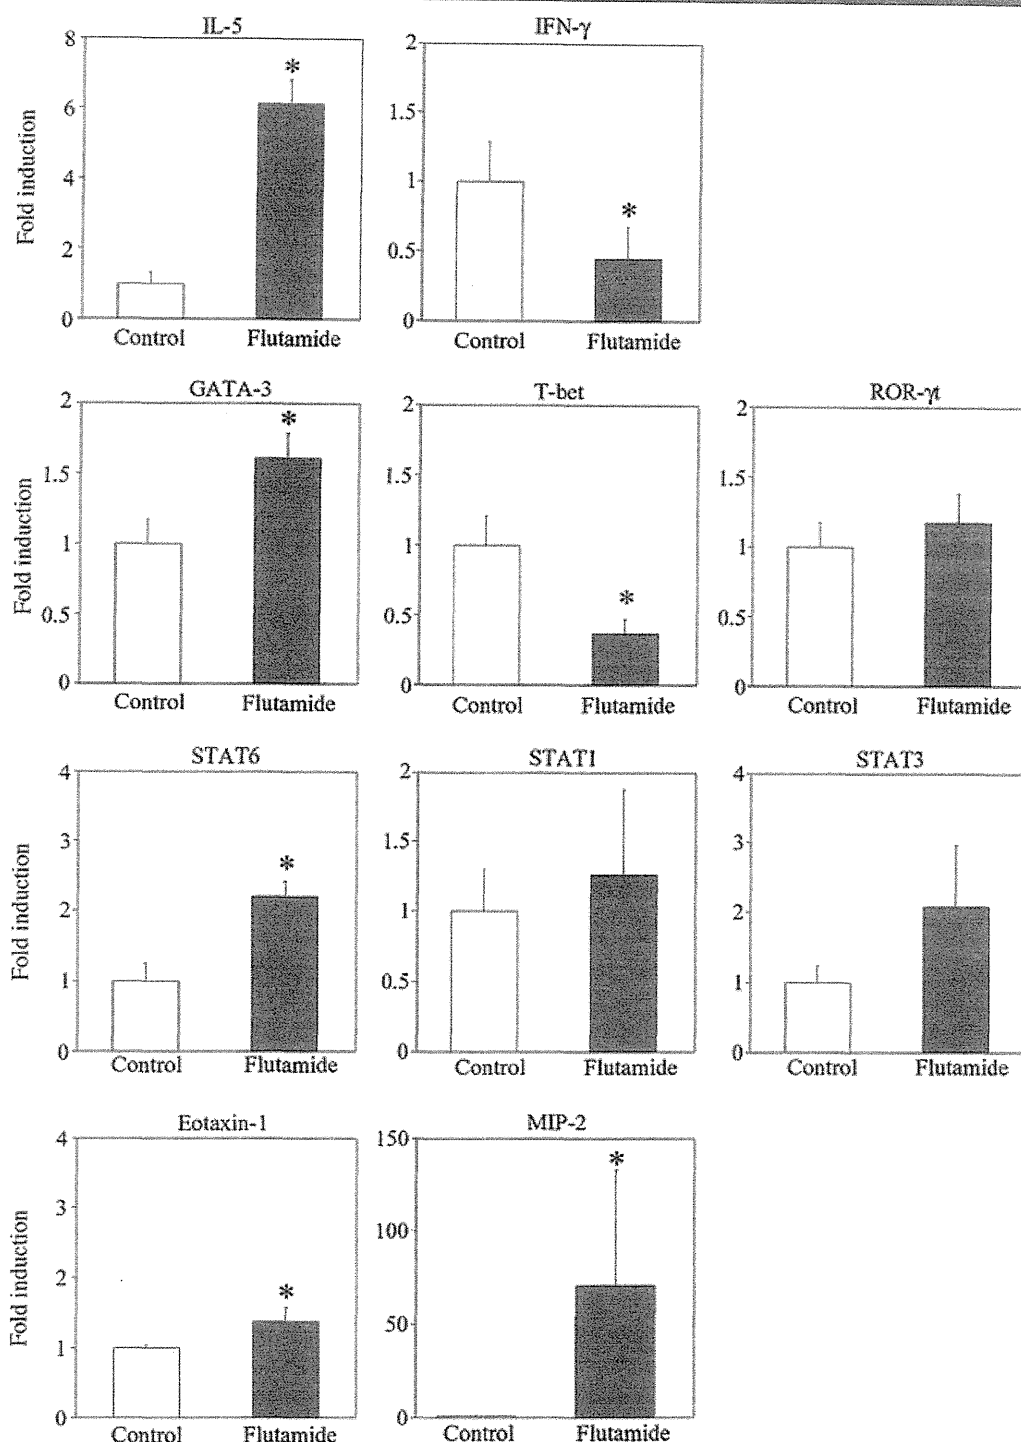 IL-5 IFN-γ
8 2
*
6 1.5
Fold induction
4 1 *
2 0.5
0 0
Control Flutamide Control Flutamide
GATA-3 T-bet ROR-γt
2 2 2
*
1.5 1.5 1.5
Fold induction
1 1 1
*
0.5 0.5 0.5
0 0 0
Control Flutamide Control Flutamide Control Flutamide
STAT6 STAT1 STAT3
4 2 4
3 1.5 3
*
Fold induction
2 1 2
1 0.5 1
0 0 0
Control Flutamide Control Flutamide Control Flutamide
Eotaxin-1 MIP-2
4 150
*
3 100
Fold induction
2
*
1 50
0 0
Control Flutamide Control Flutamide